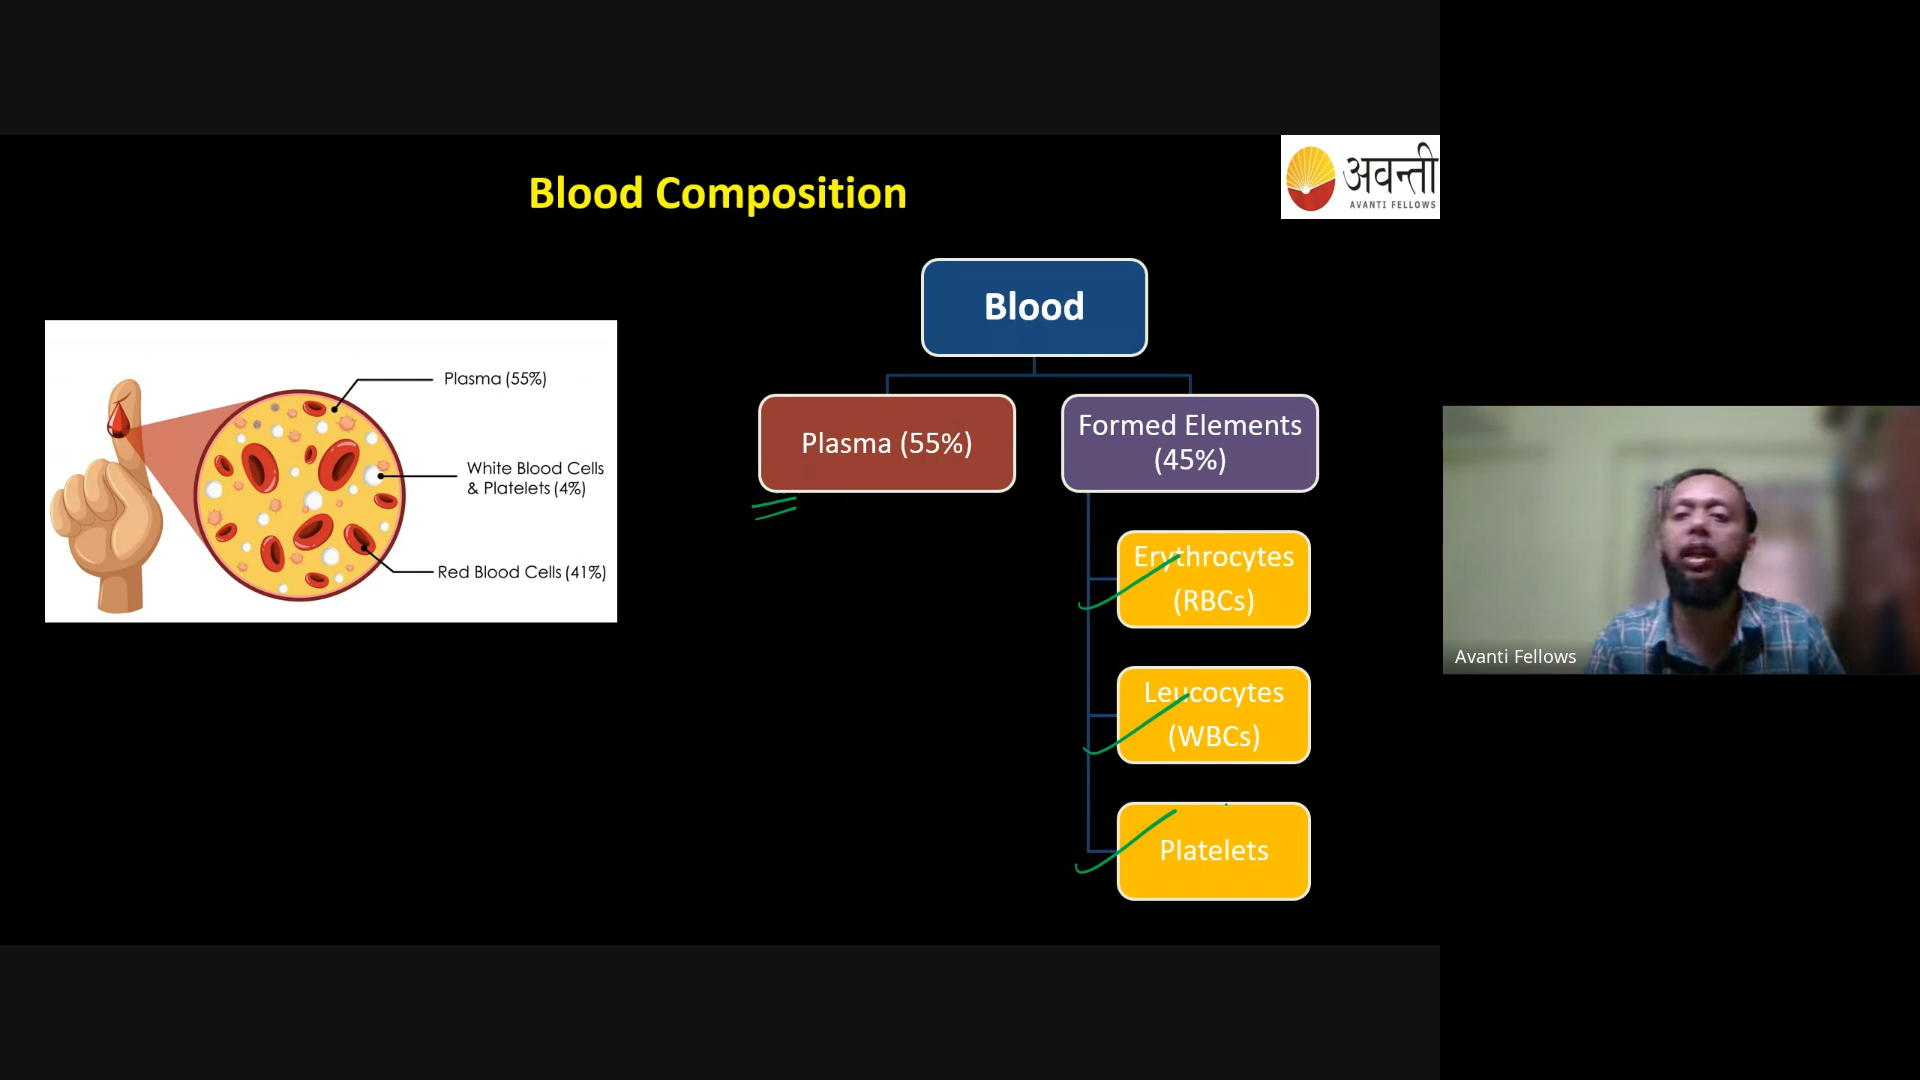 Blood Composition
अवन्ती
AVANTI FELLOWS
Plasma (55%)
White Blood Cells
& Platelets (4%)
Red Blood Cells (41%)
Blood
Plasma (55%)
Formed Elements
(45%)
Erythrocytes
(RBCs)
Leucocytes
(WBCs)
Platelets
Avanti Fellows